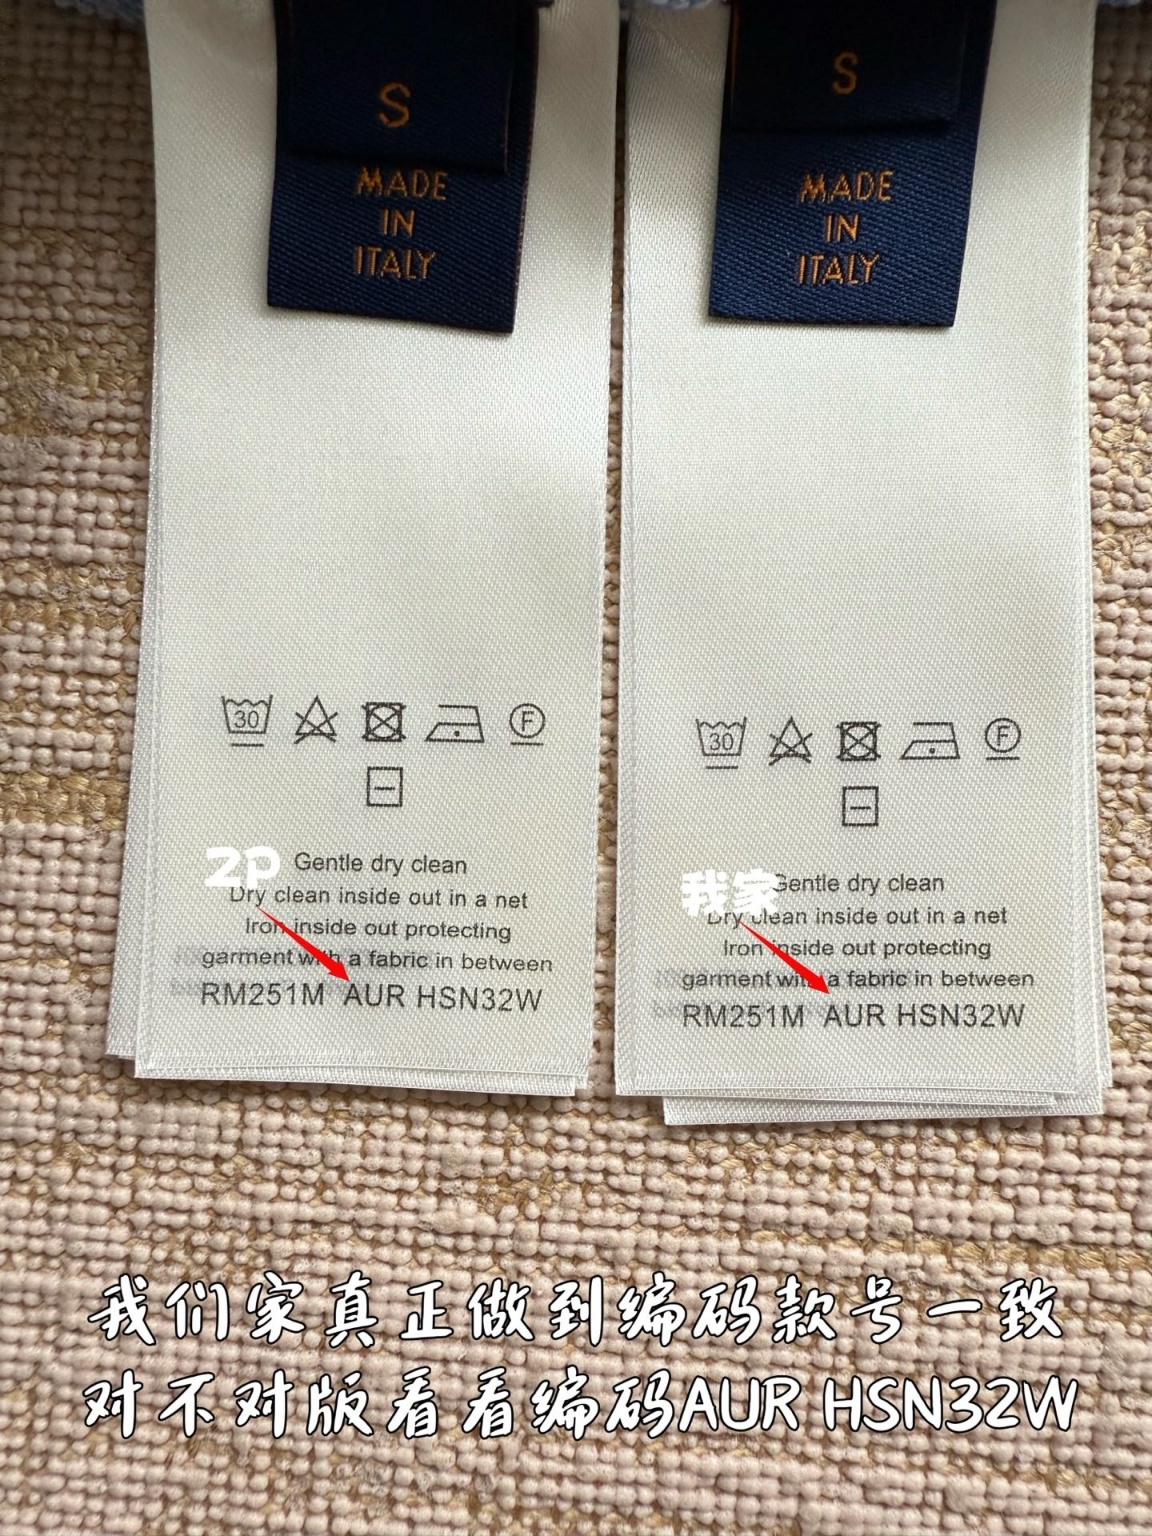 S
MADE
IN
ITALY
S
MADE
IN
ITALY
30
F
2P
Gentle dry clean
Dry clean inside out in a net
Iron inside out protecting
garment with a fabric in between
RM251M AUR HSN32W
30
F
我家
Gentle dry clean
Dry clean inside out in a net
Iron inside out protecting
garment with a fabric in between
RM251M AUR HSN32W
我们家真正做到编码款号一致
对不对版看看编码AUR HSN32W